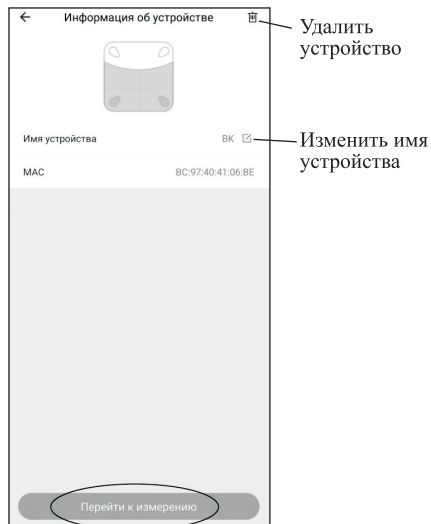 Информация об устройстве
Удалить
устройство
Имя устройства
BK
Изменить имя
устройства
MAC
BC:97:40:41:06:BE
Перейти к измерению